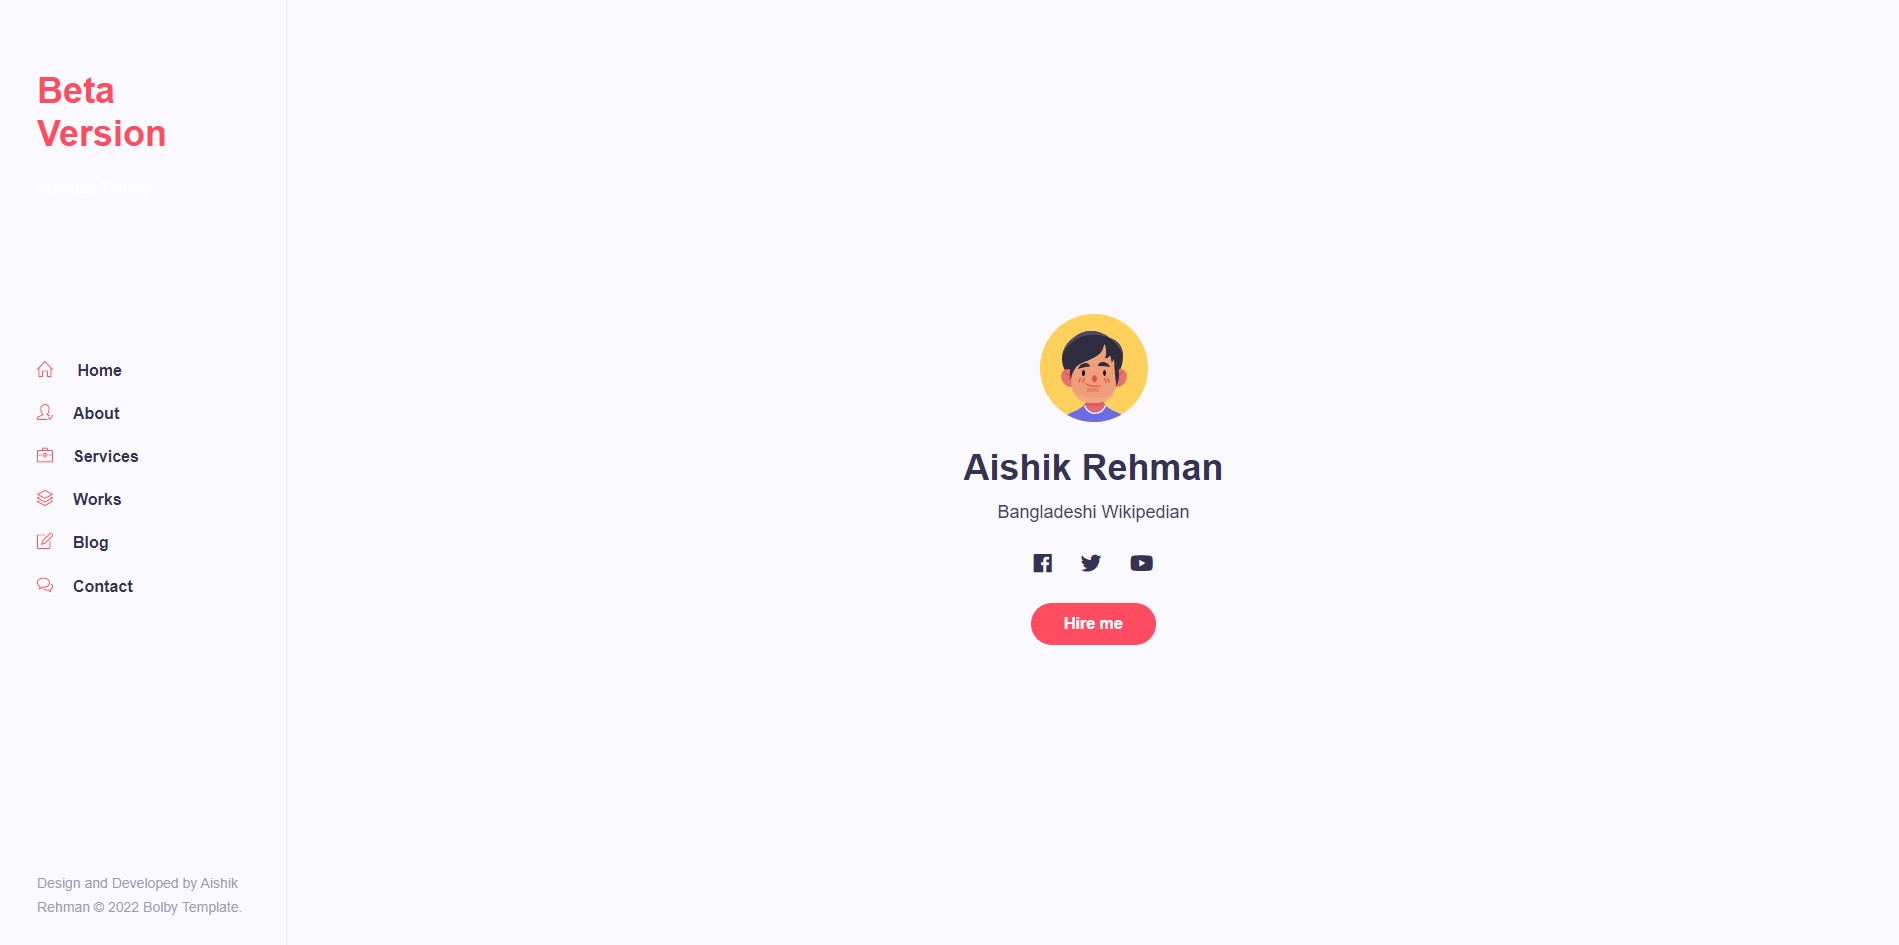 Beta
Version
Portfolio Theme
Home
About
Services
Works
Blog
Contact
Design and Developed by Aishik
Rehman © 2022 Bolby Template.
Aishik Rehman
Bangladeshi Wikipedian
Hire me